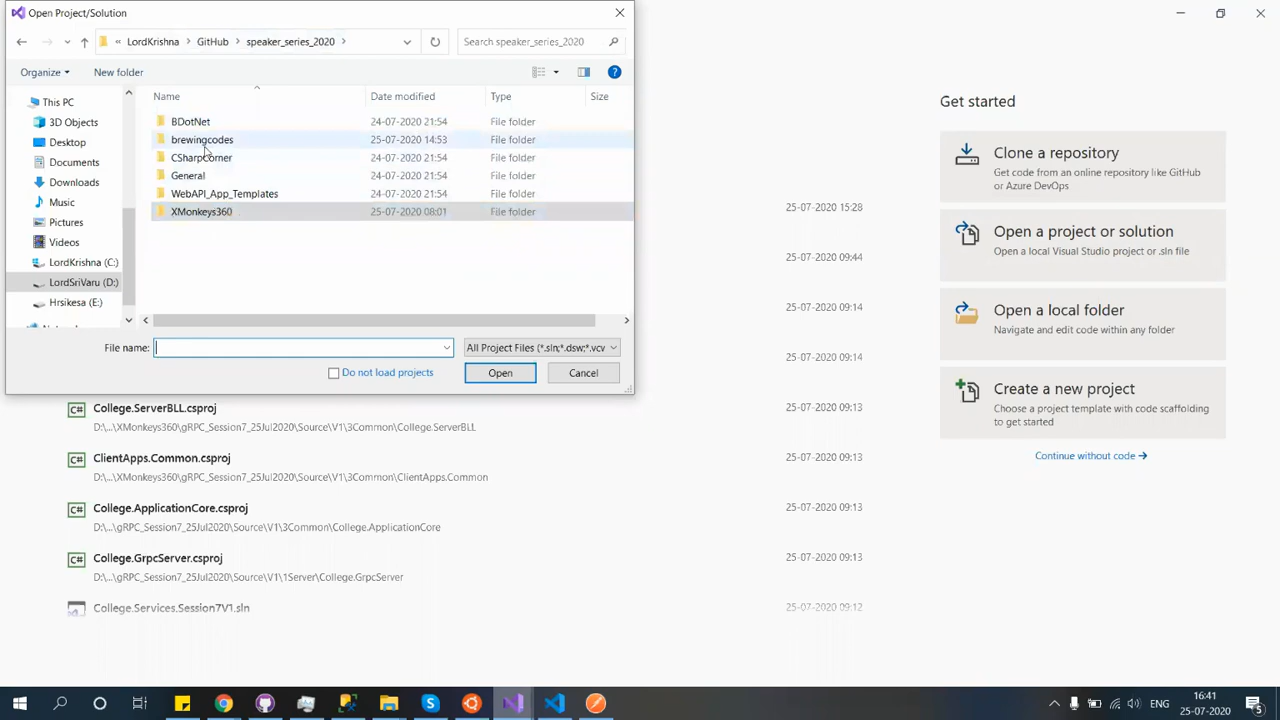 Open Project/Solution
« LordKrishna › GitHub › speaker_series_2020 ›
Search speaker_series_2020
Organize
New folder
?
This PC
3D Objects
Desktop
Documents
Downloads
Music
Pictures
Videos
LordKrishna (C:)
LordSriVaru (D:)
Hrsikesa (E:)
Name Date modified Type Size
BDotNet 24-07-2020 21:54 File folder
brewingcodes 25-07-2020 14:53 File folder
CSharpCorner 24-07-2020 21:54 File folder
General 24-07-2020 21:54 File folder
WebAPI_App_Templates 24-07-2020 21:54 File folder
XMonkeys360 25-07-2020 08:01 File folder
File name:
All Project Files (*.sln;*.dsw;*.vcv
Do not load projects
Open
Cancel
25-07-2020 15:28
25-07-2020 09:44
25-07-2020 09:14
25-07-2020 09:14
College.ServerBLL.csproj 25-07-2020 09:13
D:\...\XMonkeys360\gRPC_Session7_25Jul2020\Source\V1\3Common\College.ServerBLL
ClientApps.Common.csproj 25-07-2020 09:13
D:\...\XMonkeys360\gRPC_Session7_25Jul2020\Source\V1\3Common\ClientApps.Common
College.ApplicationCore.csproj 25-07-2020 09:13
D:\...\gRPC_Session7_25Jul2020\Source\V1\3Common\College.ApplicationCore
College.GrpcServer.csproj 25-07-2020 09:13
D:\...\gRPC_Session7_25Jul2020\Source\V1\1Server\College.GrpcServer
College.Services.Session7V1.sln 25-07-2020 09:12
Get started
Clone a repository
Get code from an online repository like GitHub
or Azure DevOps
Open a project or solution
Open a local Visual Studio project or .sln file
Open a local folder
Navigate and edit code within any folder
Create a new project
Choose a project template with code scaffolding
to get started
Continue without code →
ENG
16:41
25-07-2020
5